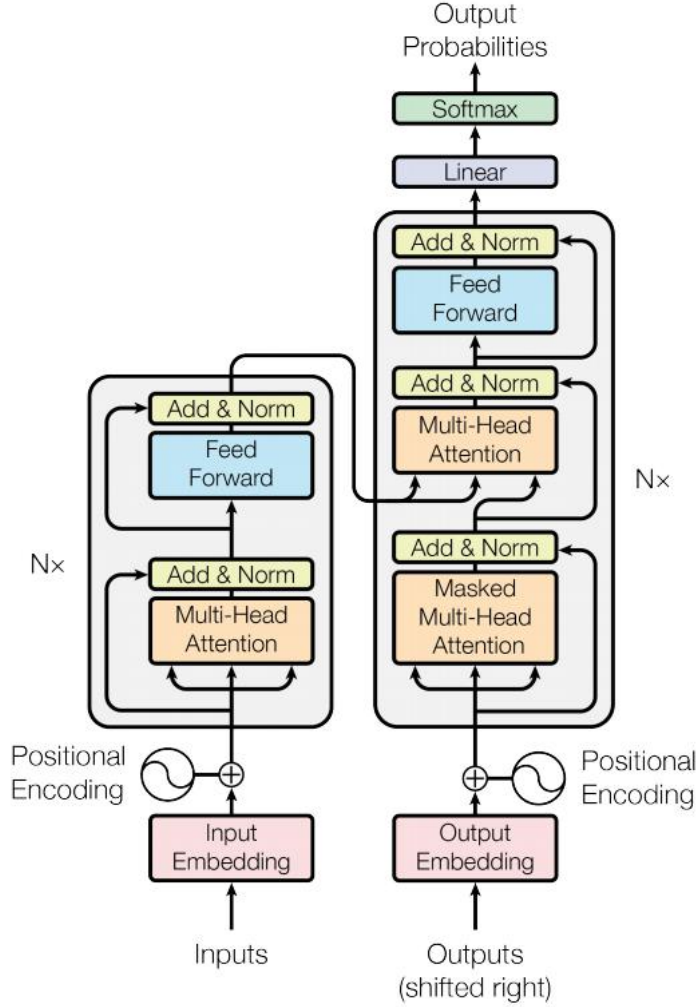 Output
Probabilities
Softmax
Linear
Add & Norm
Feed
Forward
Add & Norm
Multi-Head
Attention
Add & Norm
Masked
Multi-Head
Attention
Nx
Add & Norm
Feed
Forward
Add & Norm
Multi-Head
Attention
Nx
Positional
Encoding
Positional
Encoding
Input
Embedding
Output
Embedding
Inputs
Outputs
(shifted right)